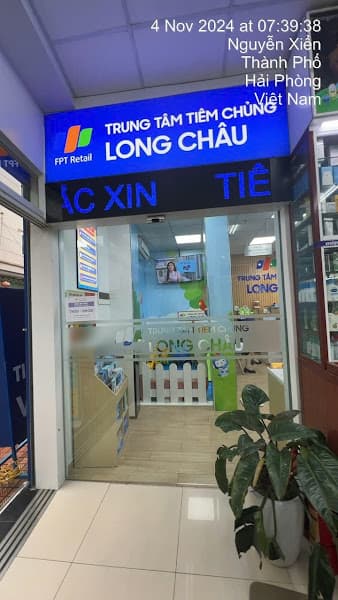 4 Nov 2024 at 07:39:38
Nguyễn Xiển
Thành Phố
Hải Phòng
Việt Nam
FPT Retail
TRUNG TÂM TIÊM CHỦNG
LONG CHÂU
ẮC XIN TIÊ
TRUNG TÂM
LONG
TRUNG TÂM TIÊM CHỦNG
LONG CHÂU